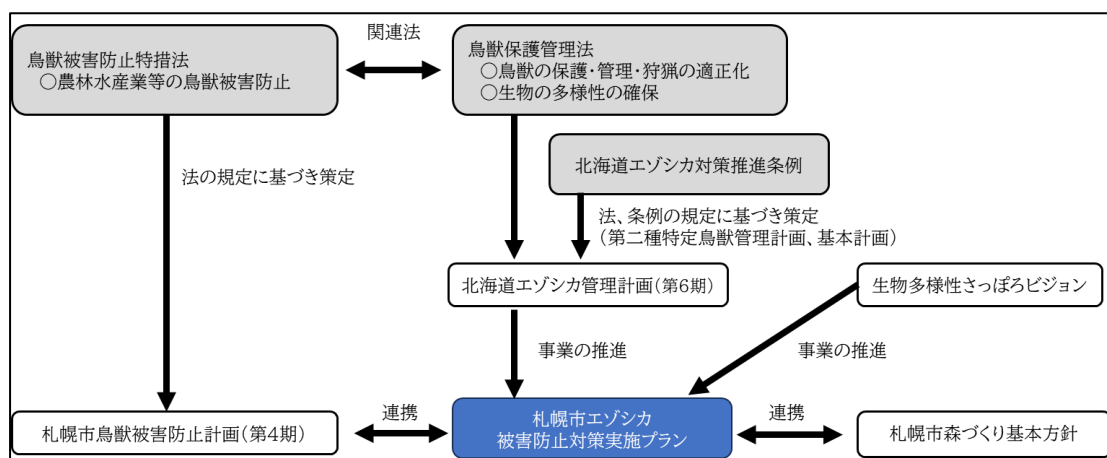 関連法
鳥獣被害防止特措法
○農林水産業等の鳥獣被害防止
鳥獣保護管理法
○鳥獣の保護・管理・狩猟の適正化
○生物の多様性の確保
北海道エゾシカ対策推進条例
法の規定に基づき策定
法、条例の規定に基づき策定
(第二種特定鳥獣管理計画、基本計画)
北海道エゾシカ管理計画(第6期)
生物多様性さっぽろビジョン
事業の推進
事業の推進
札幌市鳥獣被害防止計画(第4期)
連携
札幌市エゾシカ
被害防止対策実施プラン
連携
札幌市森づくり基本方針